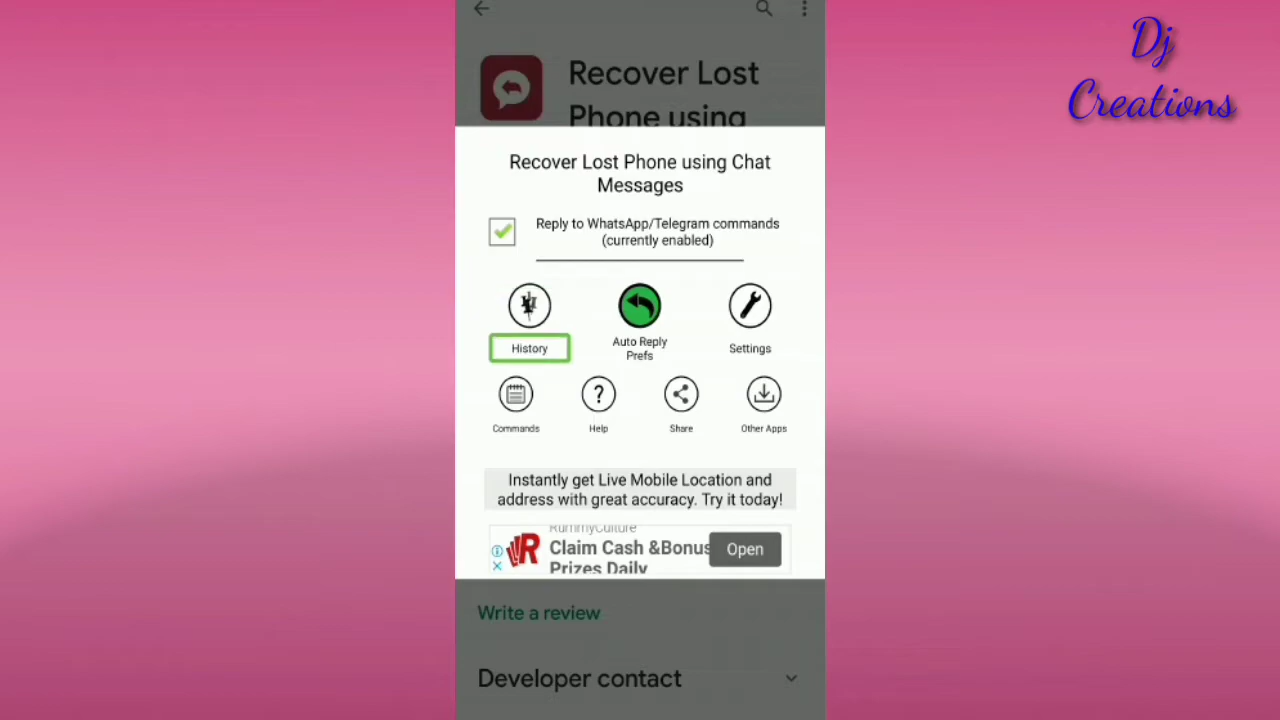 Dj
Creations
Recover Lost
Phone using
Recover Lost Phone using Chat
Messages
Reply to WhatsApp/Telegram commands
(currently enabled)
History
Auto Reply
Prefs
Settings
Commands
Help
Share
Other Apps
Instantly get Live Mobile Location and
address with great accuracy. Try it today!
RummyCulture
Claim Cash &Bonus
Prizes Daily
Open
Write a review
Developer contact